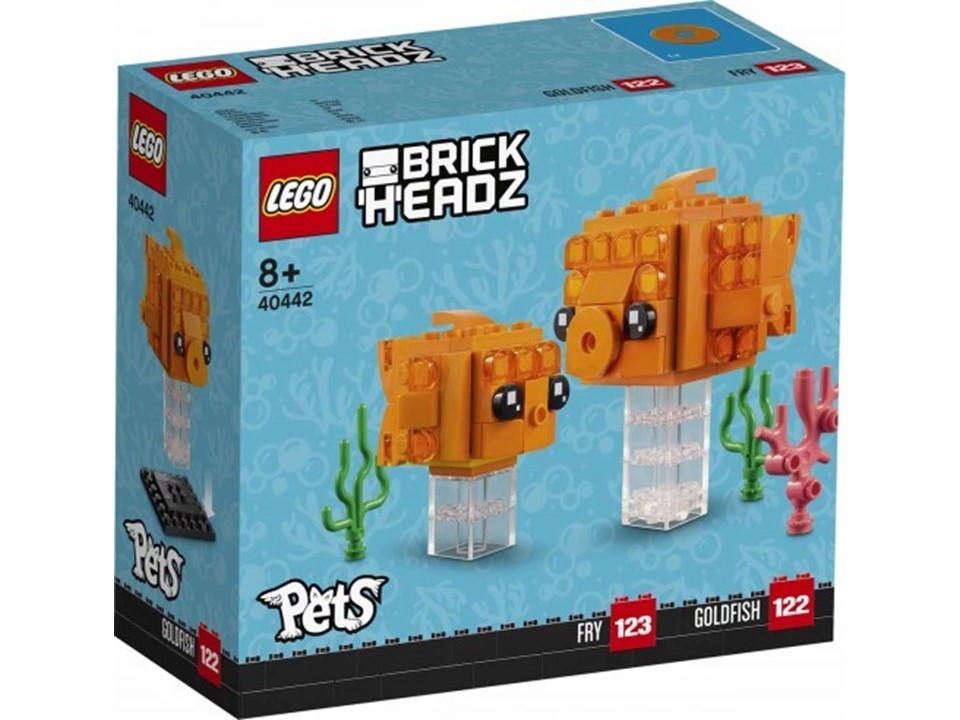 LEGO
BRICK
HEADZ
40442
GOLDFISH 122
FRY 123
LEGO
40442
Pets
GOLDFISH 122
LEGO
BRICK
HEADZ
8+
40442
Pets
FRY 123
GOLDFISH 122